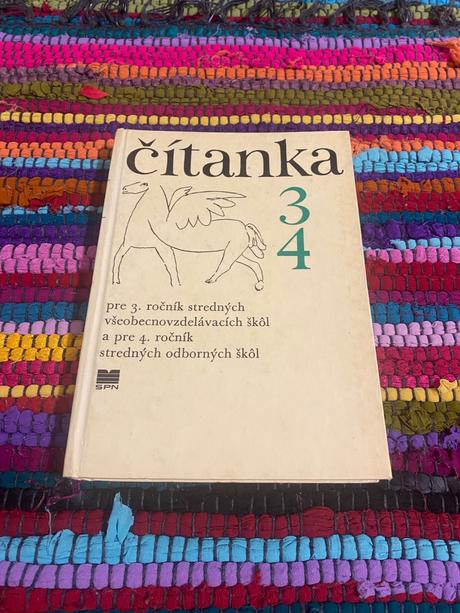 čítanka
3
4
pre 3. ročník stredných
všeobecnovzdelávacích škôl
a pre 4. ročník
stredných odborných škôl
SPN